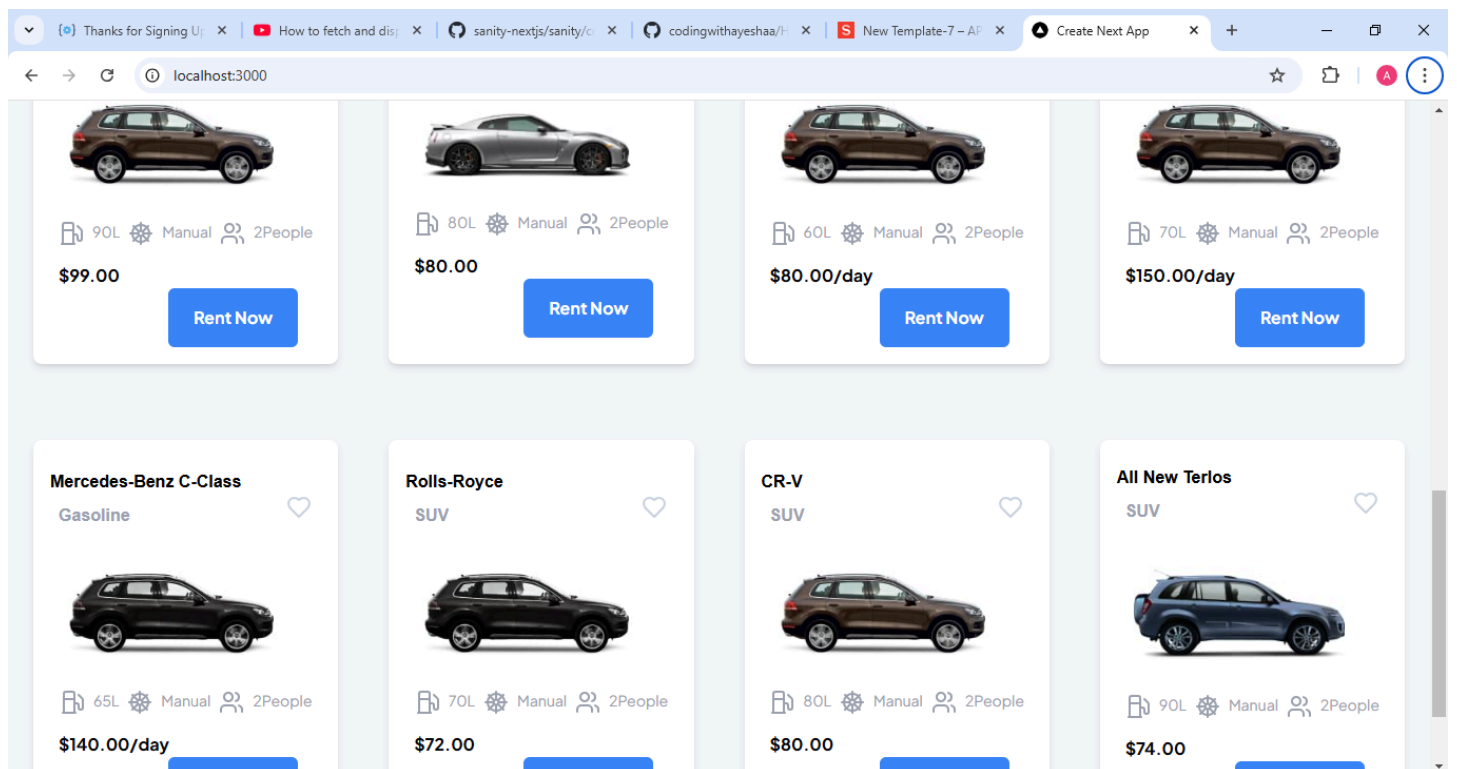 Thanks for Signing U
How to fetch and disp
sanity-nextjs/sanity/c
codingwithayeshaa/H
S
New Template-7 – AP
Create Next App
localhost:3000
A
90L Manual 2People
80L Manual 2People
60L Manual 2People
70L Manual 2People
$99.00
$80.00
$80.00/day
$150.00/day
Rent Now
Rent Now
Rent Now
Rent Now
Mercedes-Benz C-Class
Rolls-Royce
CR-V
All New Terlos
Gasoline
SUV
SUV
SUV
65L Manual 2People
70L Manual 2People
80L Manual 2People
90L Manual 2People
$140.00/day
$72.00
$80.00
$74.00